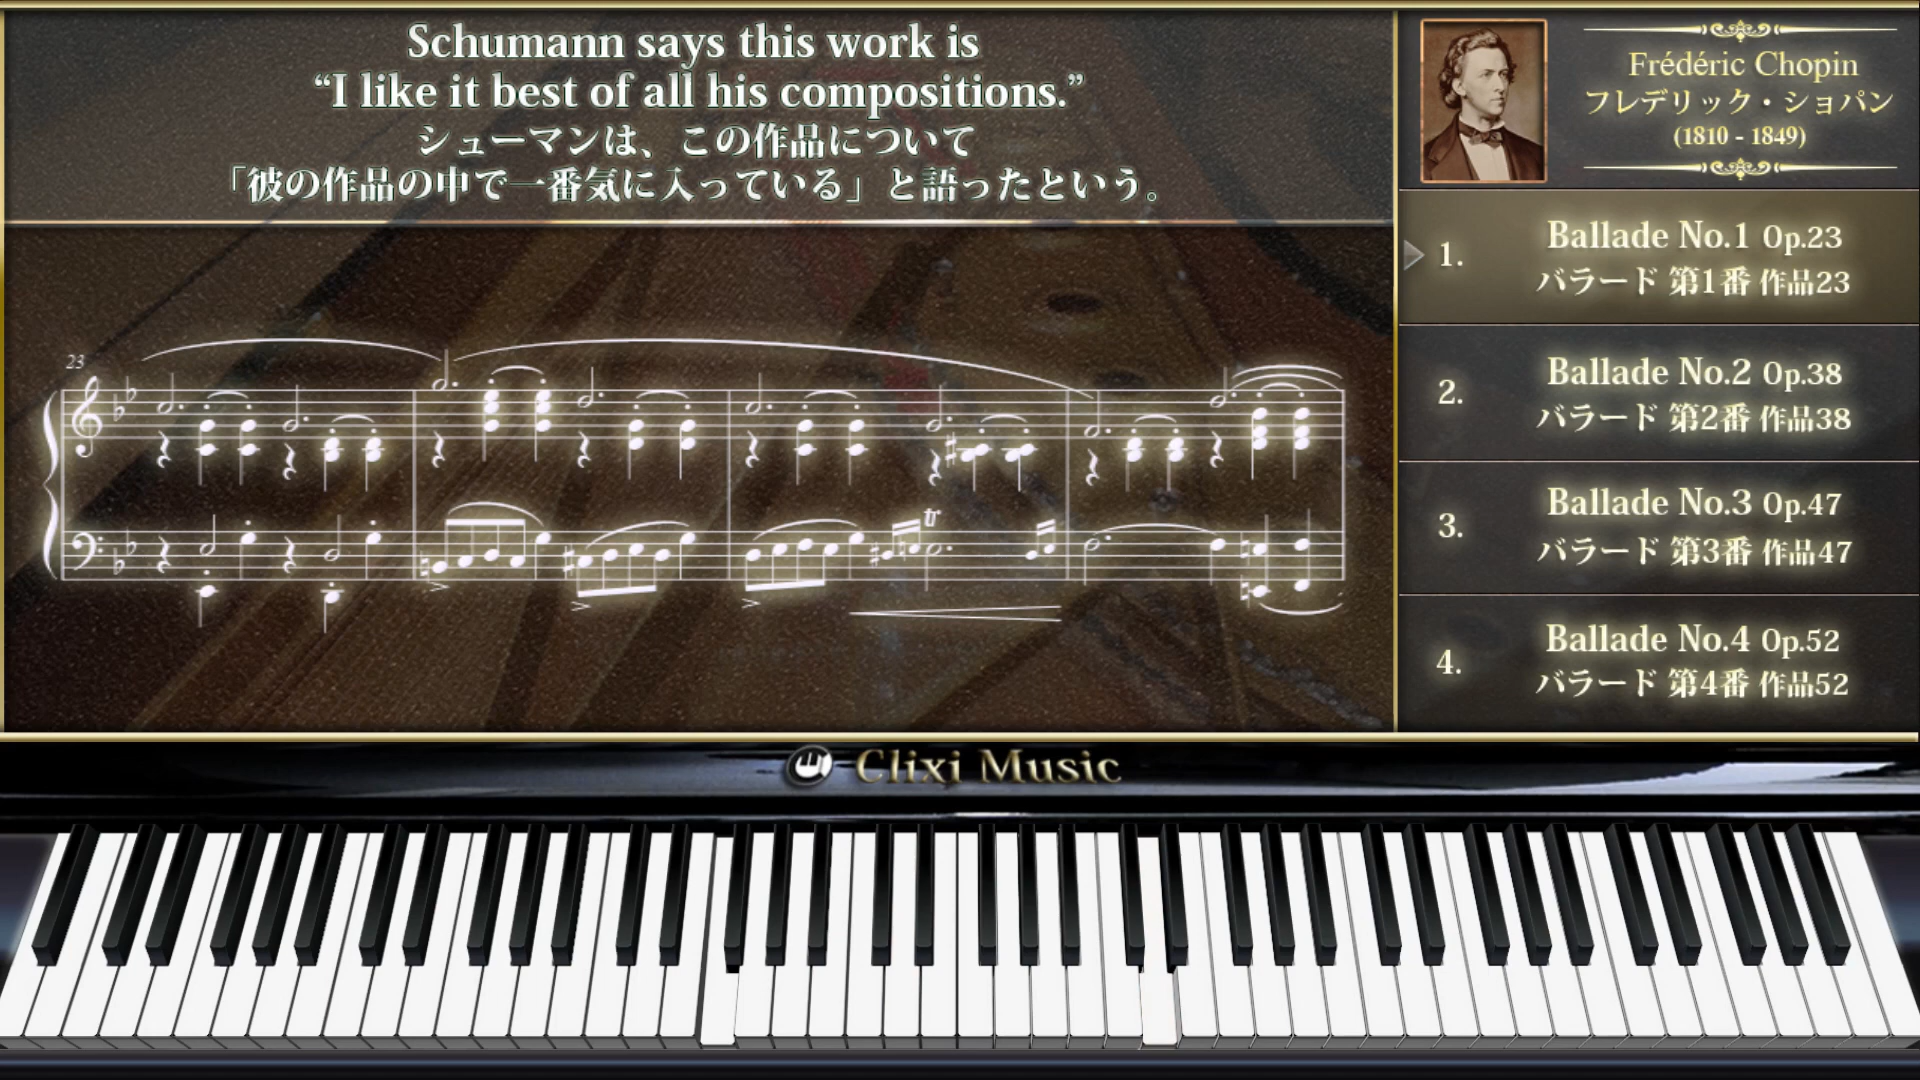 Schumann says this work is
“I like it best of all his compositions.”
シューマンは、この作品について
「彼の作品の中で一番気に入っている」と語ったという。
23
tr
Frédéric Chopin
フレデリック・ショパン
(1810 - 1849)
1.
Ballade No.1 Op.23
バラード 第1番 作品23
2.
Ballade No.2 Op.38
バラード 第2番 作品38
3.
Ballade No.3 Op.47
バラード 第3番 作品47
4.
Ballade No.4 Op.52
バラード 第4番 作品52
Clixi Music